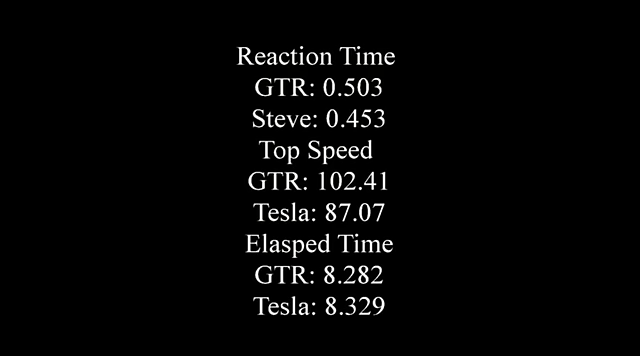 Reaction Time
GTR: 0.503
Steve: 0.453
Top Speed
GTR: 102.41
Tesla: 87.07
Elasped Time
GTR: 8.282
Tesla: 8.329